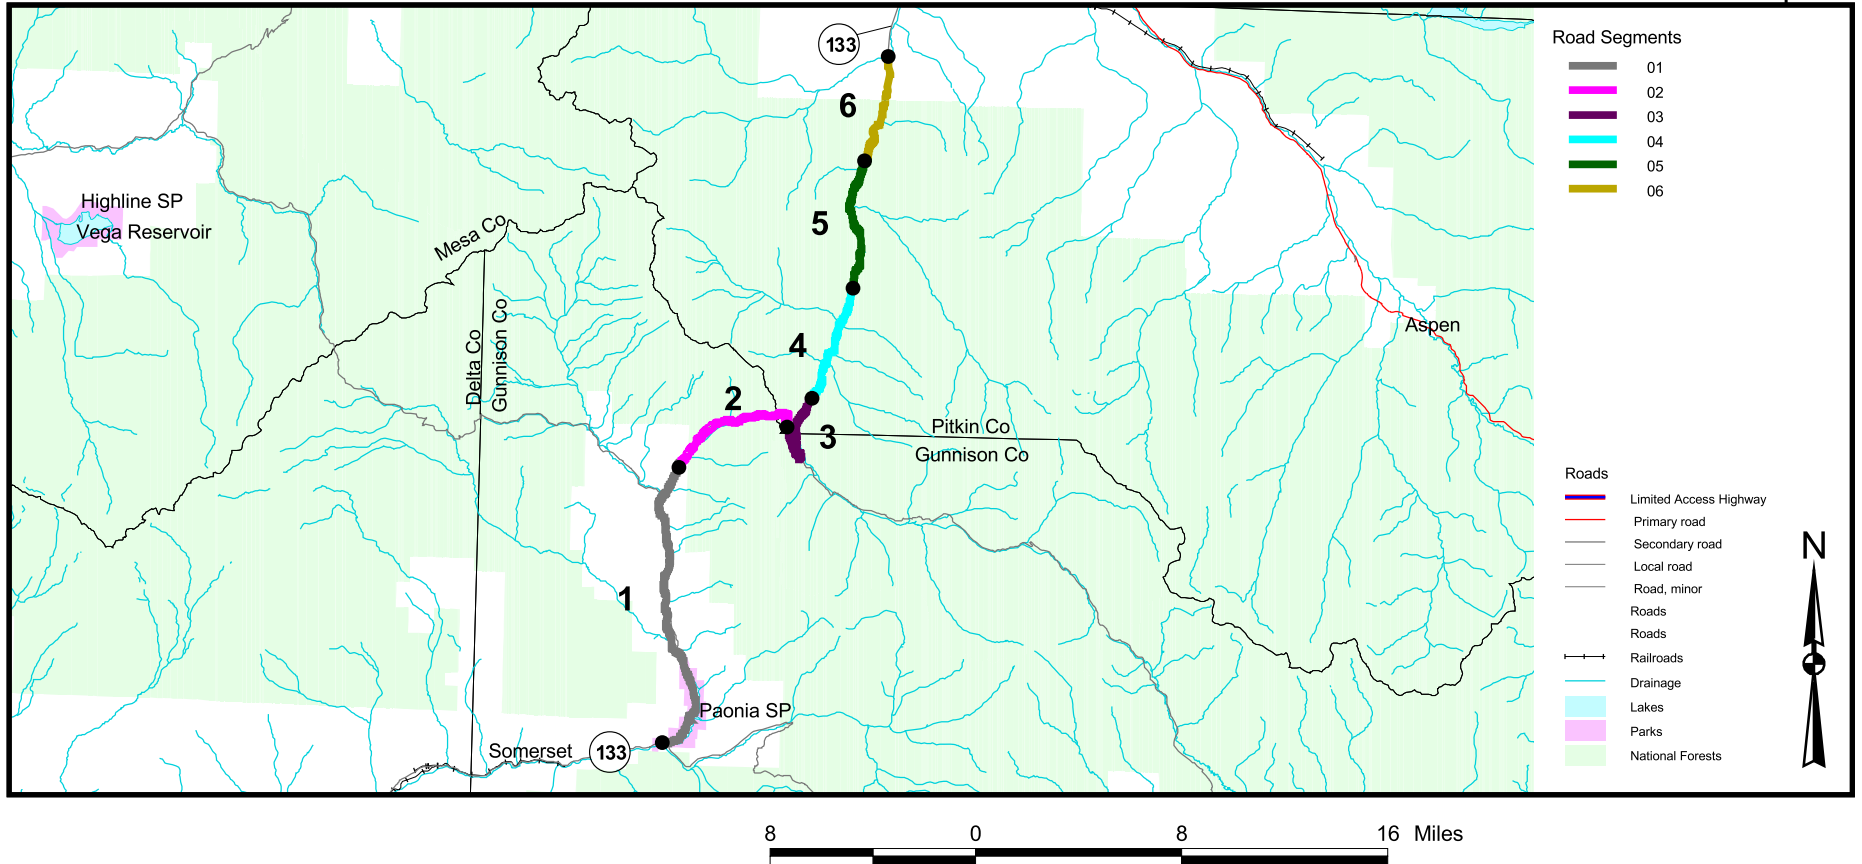 133
6
Highline SP
Vega Reservoir
5
Mesa Co
Delta Co
Gunnison Co
4
Aspen
2
3
Pitkin Co
Gunnison Co
1
Paonia SP
Somerset
133
Road Segments
01
02
03
04
05
06
Roads
Limited Access Highway
Primary road
Secondary road
Local road
Road, minor
Roads
Roads
Railroads
Drainage
Lakes
Parks
National Forests
N
8 0 8 16 Miles